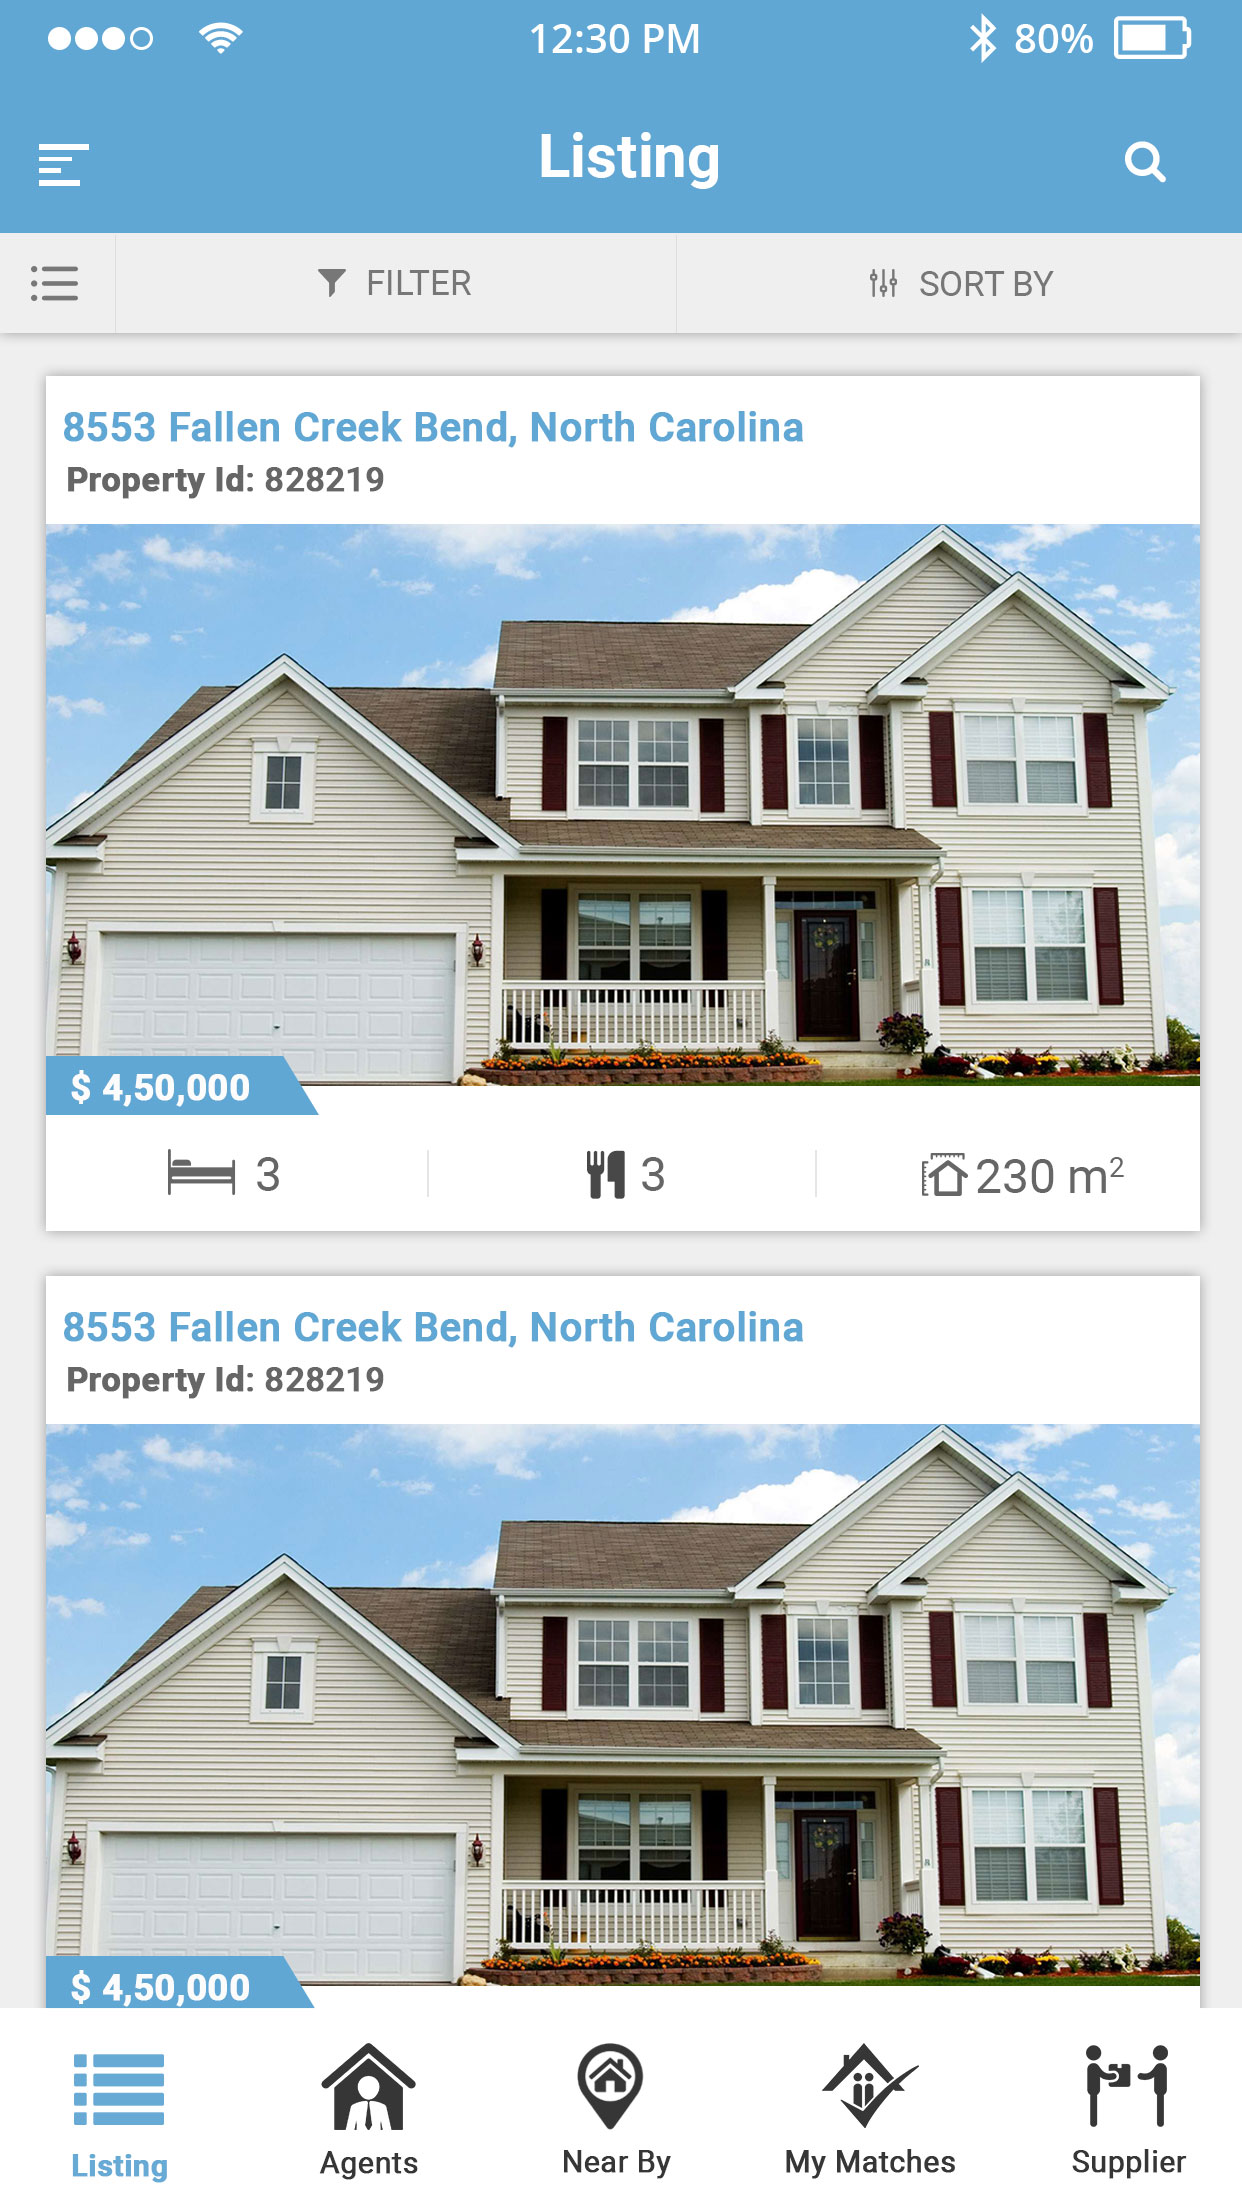 12:30 PM 80%
Listing
FILTER SORT BY
8553 Fallen Creek Bend, North Carolina
Property Id: 828219
$ 4,50,000
3 3 230 m²
8553 Fallen Creek Bend, North Carolina
Property Id: 828219
$ 4,50,000
Listing Agents Near By My Matches Supplier